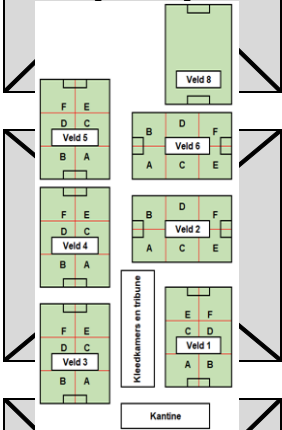 Veld 8
F E
D C
Veld 5
B A
B D F
Veld 6
A C E
F E
D C
Veld 4
B A
B D F
Veld 2
A C E
Kleedkamers en tribune
F E
D C
Veld 3
B A
E F
C D
Veld 1
A B
Kantine